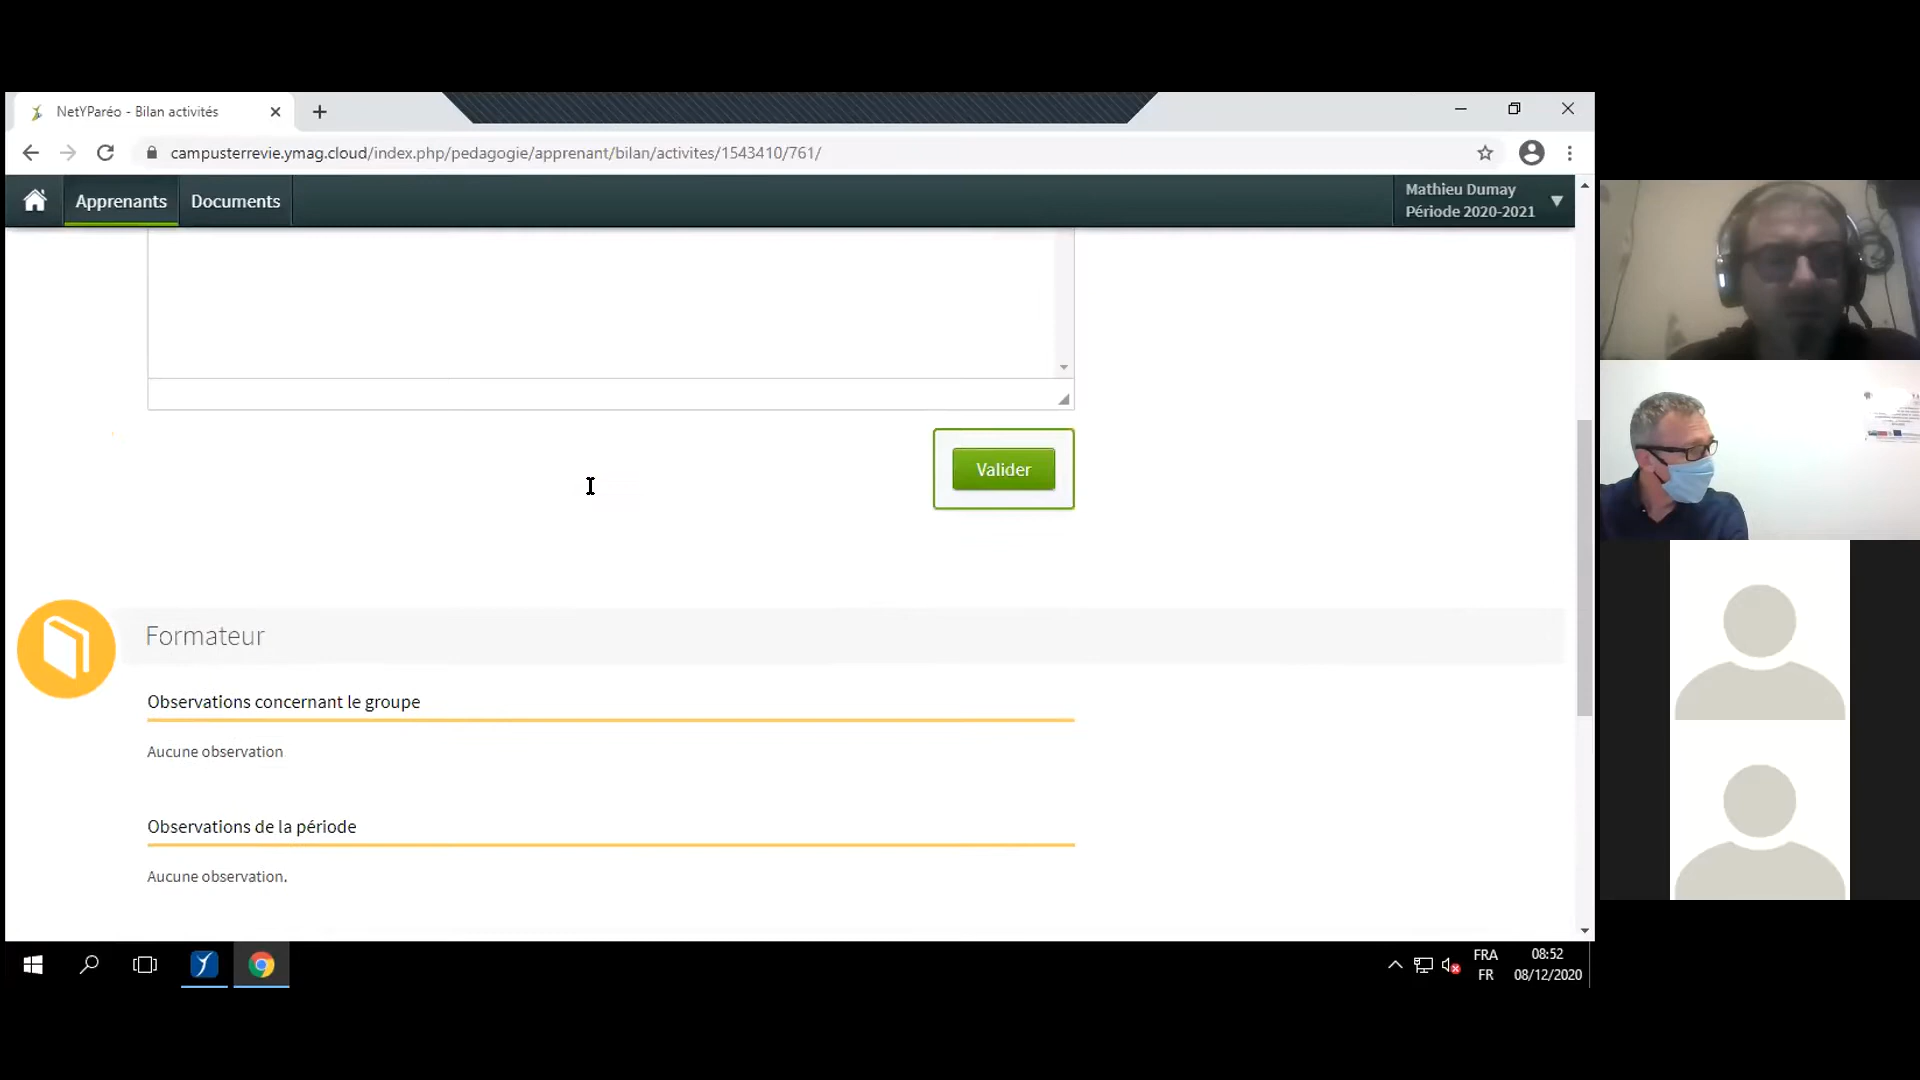 NetYParéo - Bilan activités
campusterrevie.ymag.cloud/index.php/pedagogie/apprenant/bilan/activites/1543410/761/
Apprenants
Documents
Mathieu Dumay
Période 2020-2021
Valider
Formateur
Observations concernant le groupe
Aucune observation
Observations de la période
Aucune observation.
FRA
FR
08:52
08/12/2020